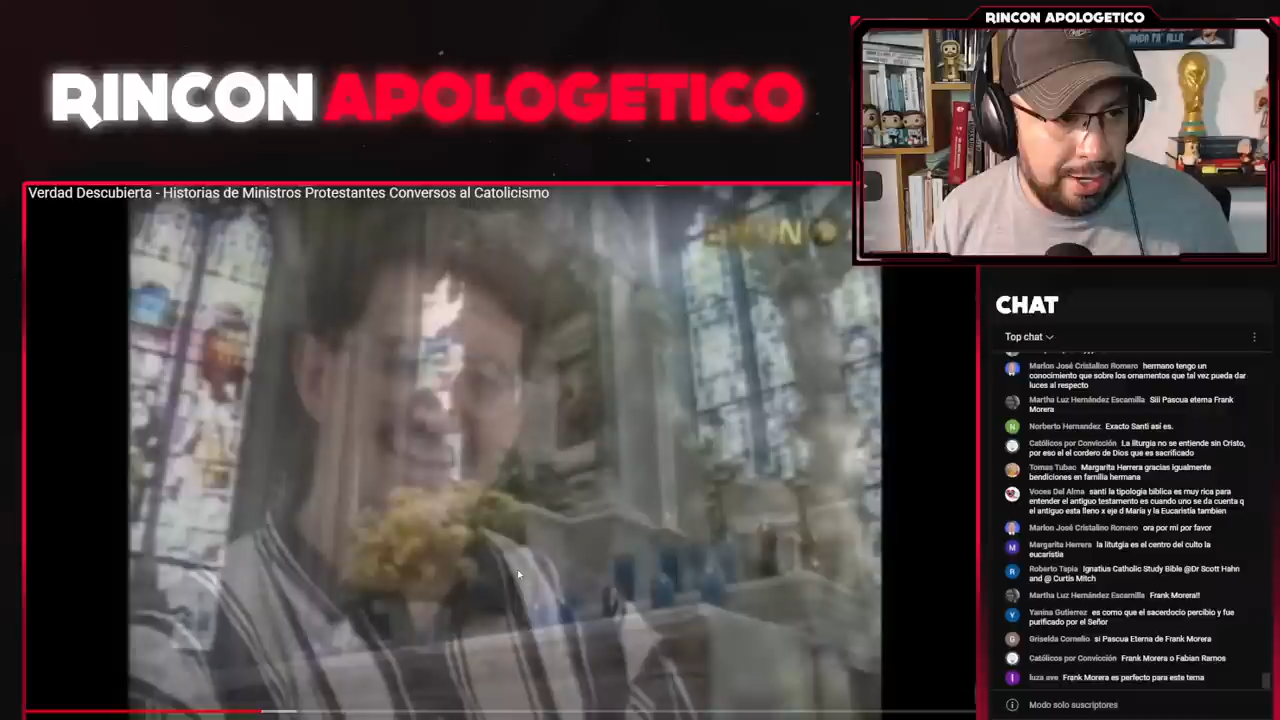 RINCON APOLOGETICO
RINCON APOLOGETICO
Verdad Descubierta - Historias de Ministros Protestantes Conversos al Catolicismo
CHAT
Top chat
Marlon José Cristalino Romero hermano tengo un
conocimiento que sobre los ornamentos que tal vez pueda dar
luces al respecto
Martha Luz Hernández Escamilla Siii Pascua eterna Frank
Morera
Norberto Hernandez Exacto Santi así es.
Católicos por Convicción La liturgia no se entiende sin Cristo,
por eso el el cordero de Dios que es sacrificado
Tomas Tubac Margarita Herrera gracias igualmente
bendiciones en familia hermana
Voces Del Alma santi la tipologia biblica es muy rica para
entender el antiguo testamento es cuando uno se da cuenta q
el antiguo esta lleno x eje d María y la Eucaristía tambien
Marlon José Cristalino Romero ora por mi por favor
Margarita Herrera la litutgia es el centro del culto la
eucaristia
Roberto Tapia Ignatius Catholic Study Bible @Dr Scott Hahn
and @ Curtis Mitch
Martha Luz Hernández Escamilla Frank Morera!!
Yanina Gutierrez es como que el sacerdocio percibio y fue
purificado por el Señor
Griselda Cornelio si Pascua Eterna de Frank Morera
Católicos por Convicción Frank Morera o Fabian Ramos
luza ave Frank Morera es perfecto para este tema
Modo solo suscriptores